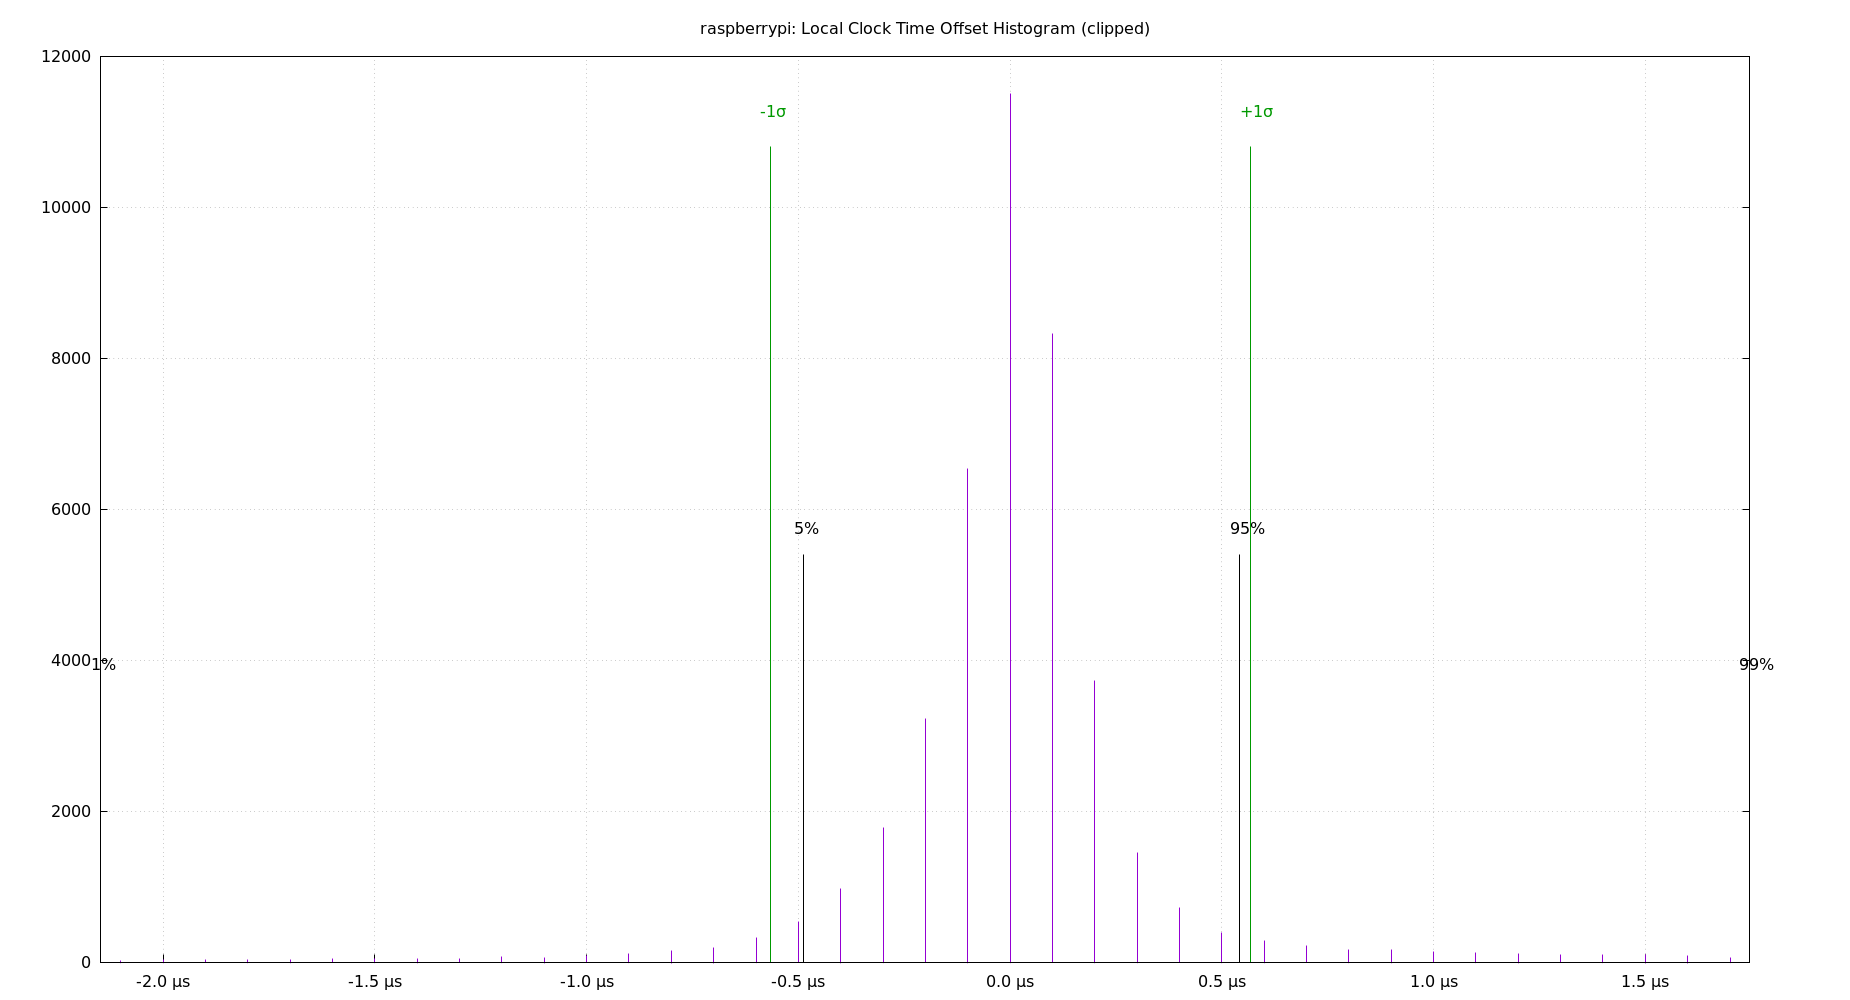 raspberrypi: Local Clock Time Offset Histogram (clipped)
12000
-1σ
+1σ
10000
8000
6000
5%
95%
4000
1%
99%
2000
0
-2.0 µs
-1.5 µs
-1.0 µs
-0.5 µs
0.0 µs
0.5 µs
1.0 µs
1.5 µs